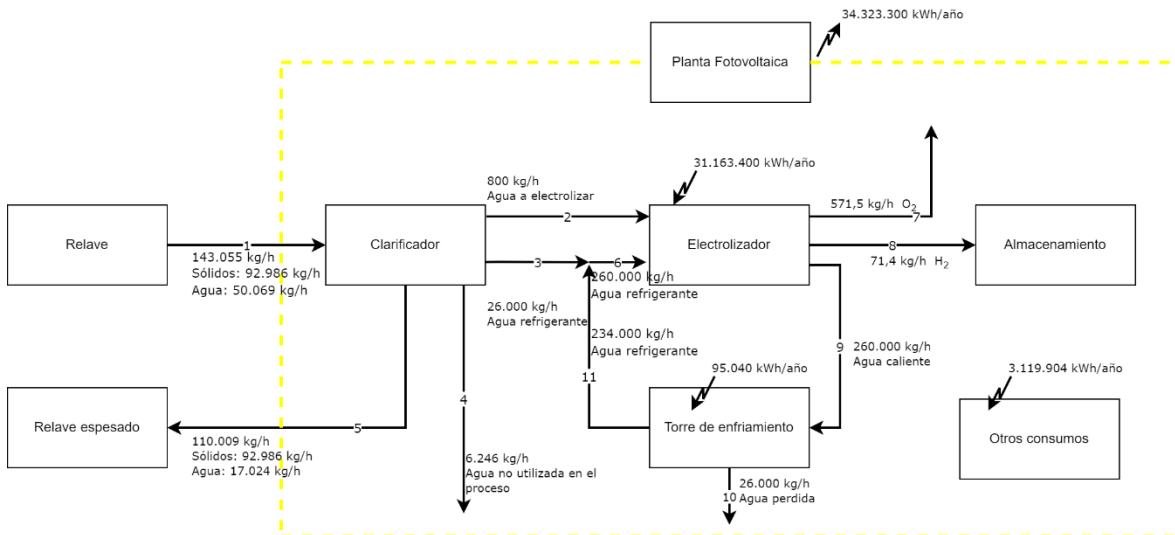 34.323.300 kWh/año
Planta Fotovoltaica
31.163.400 kWh/año
800 kg/h
Agua a electrolizar
2
571,5 kg/h O₂
7
Relave
1
Clarificador
Electrolizador
8
Almacenamiento
143.055 kg/h
Sólidos: 92.986 kg/h
Agua: 50.069 kg/h
3
6
71,4 kg/h H₂
260.000 kg/h
Agua refrigerante
26.000 kg/h
Agua refrigerante
234.000 kg/h
Agua refrigerante
9
260.000 kg/h
Agua caliente
11
95.040 kWh/año
3.119.904 kWh/año
4
Relave espesado
5
Torre de enfriamiento
Otros consumos
110.009 kg/h
Sólidos: 92.986 kg/h
Agua: 17.024 kg/h
6.246 kg/h
Agua no utilizada en el
proceso
10
26.000 kg/h
Agua perdida